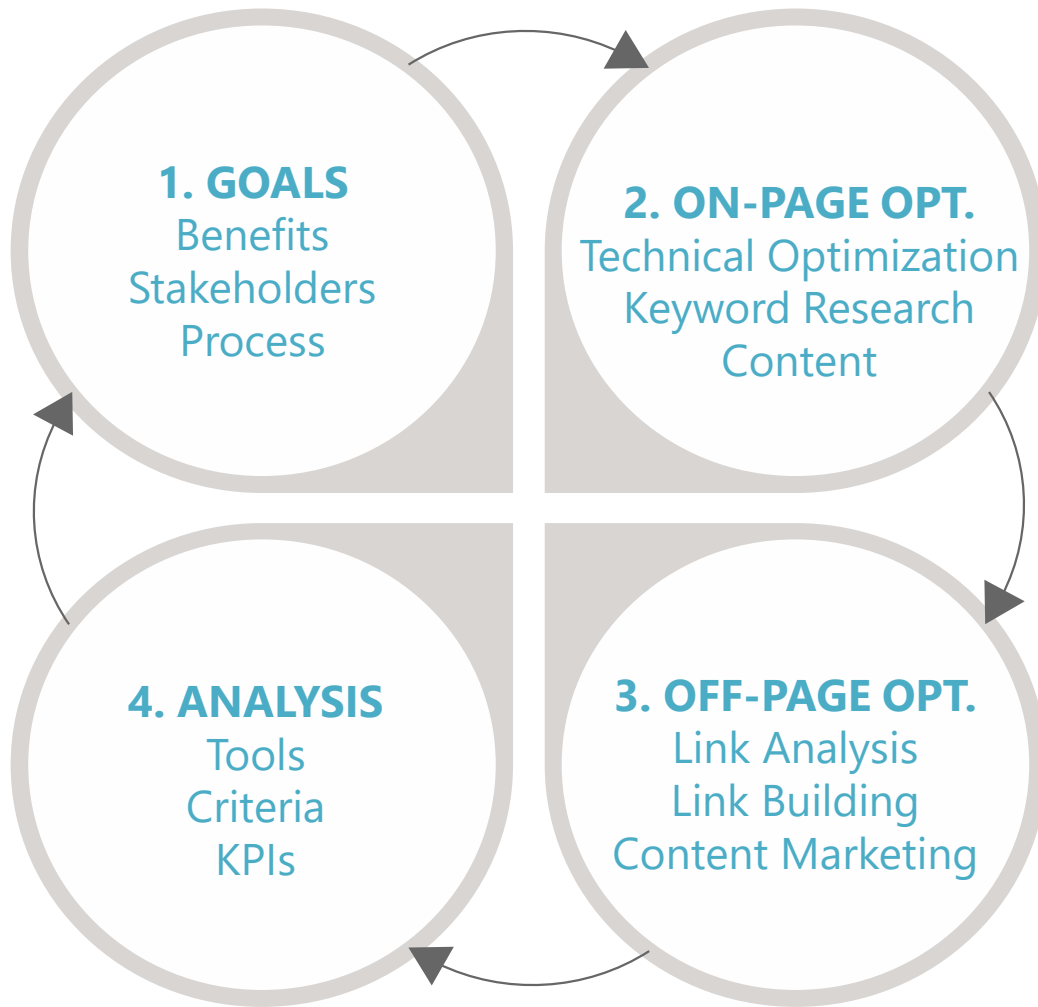 1. GOALS
Benefits
Stakeholders
Process
2. ON-PAGE OPT.
Technical Optimization
Keyword Research
Content
3. OFF-PAGE OPT.
Link Analysis
Link Building
Content Marketing
4. ANALYSIS
Tools
Criteria
KPIs